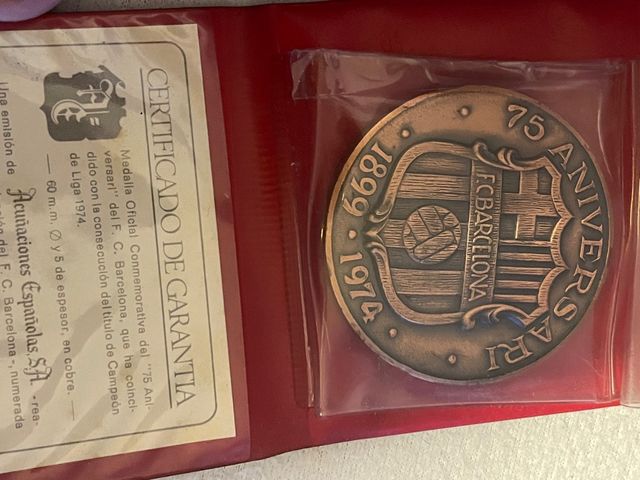 CERTIFICADO DE GARANTIA
Medalla Oficial Conmemorativa del "75 Ani-
versari" del F. C. Barcelona, que ha coinci-
dido con la consecución del título de Campeón
de Liga 1974.
— 60 m.m. Ø y 5 de espesor, en cobre. —
Una emisión de Acuñaciones Españolas, S.A. -rea-
del F. C. Barcelona -, numerada
75 ANIVERSARI
F.C.BARCELONA
1899 · 1974